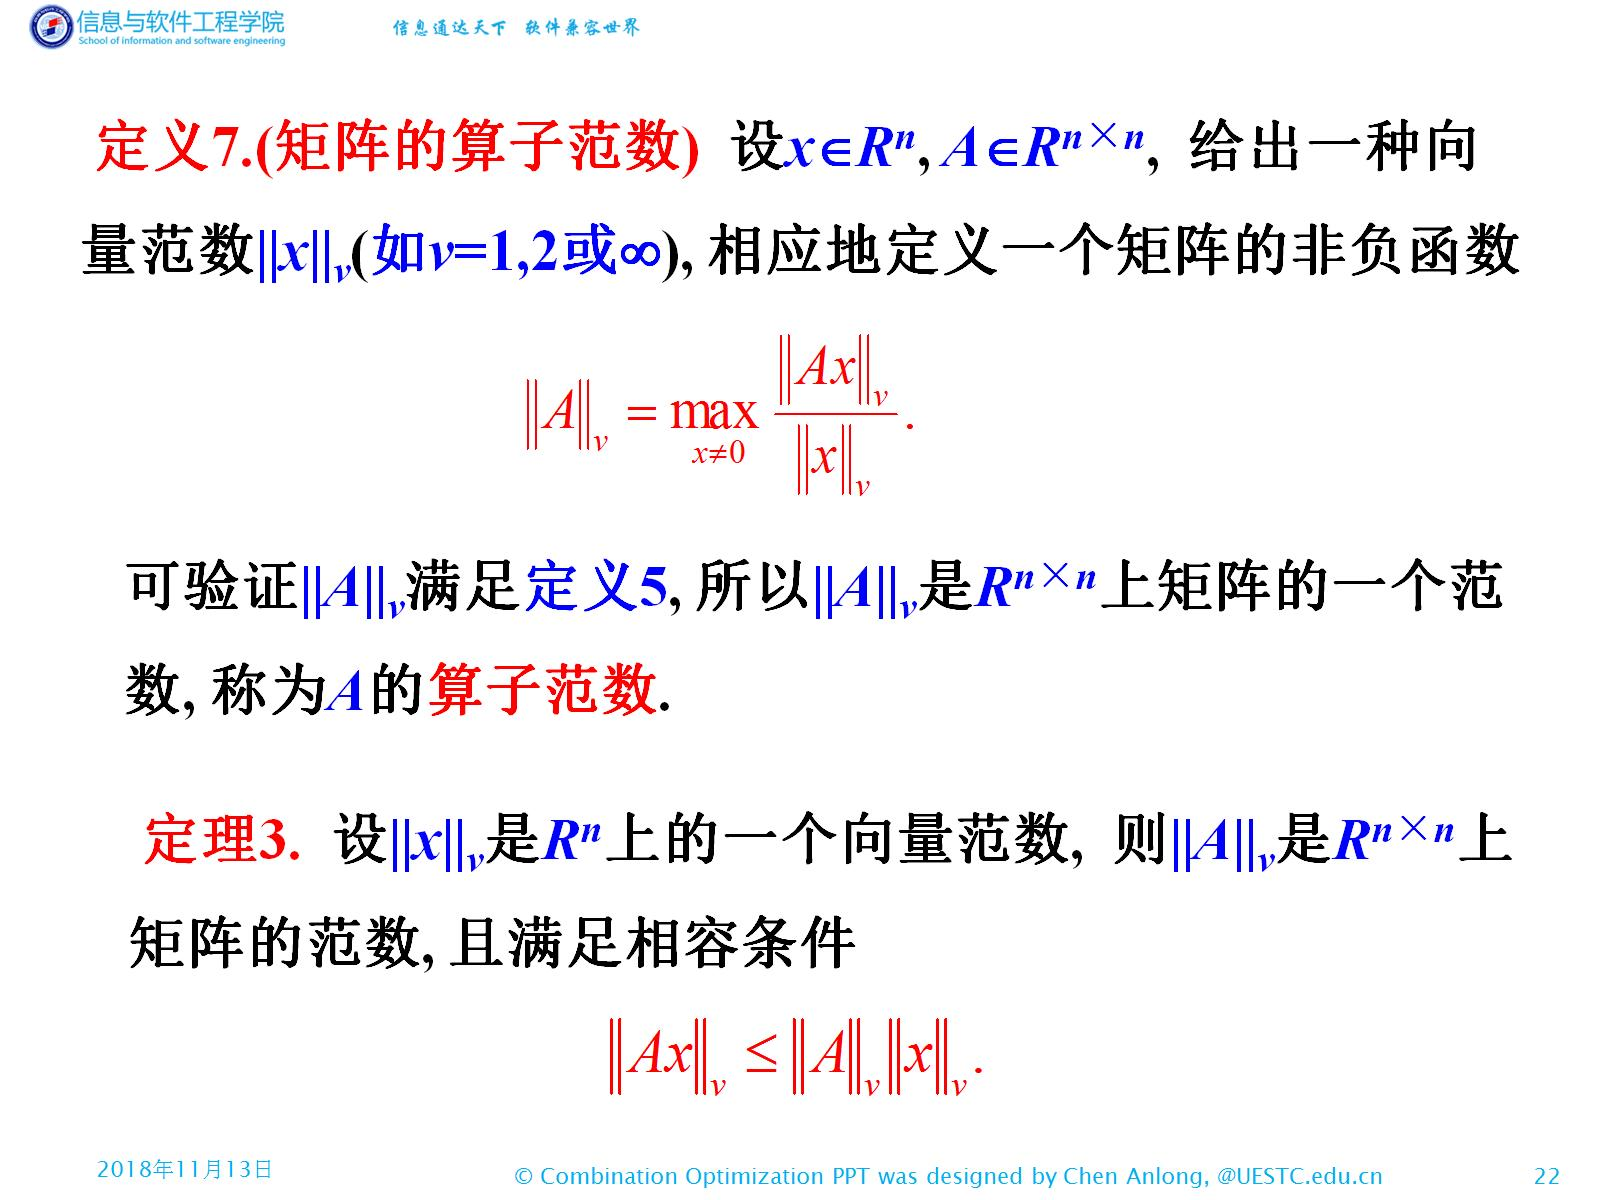 信息与软件工程学院
School of information and software engineering
信息通达天下 软件兼容世界
定义7.(矩阵的算子范数) 设x∈Rⁿ, A∈Rⁿ×ⁿ, 给出一种向
量范数||x||ᵥ(如v=1,2或∞), 相应地定义一个矩阵的非负函数
||A||ᵥ = max_{x≠0} ||Ax||ᵥ / ||x||ᵥ .
可验证||A||ᵥ满足定义5, 所以||A||ᵥ是Rⁿ×ⁿ上矩阵的一个范
数, 称为A的算子范数.
定理3. 设||x||ᵥ是Rⁿ上的一个向量范数, 则||A||ᵥ是Rⁿ×ⁿ上
矩阵的范数, 且满足相容条件
||Ax||ᵥ ≤ ||A||ᵥ||x||ᵥ .
2018年11月13日
© Combination Optimization PPT was designed by Chen Anlong, @UESTC.edu.cn
22